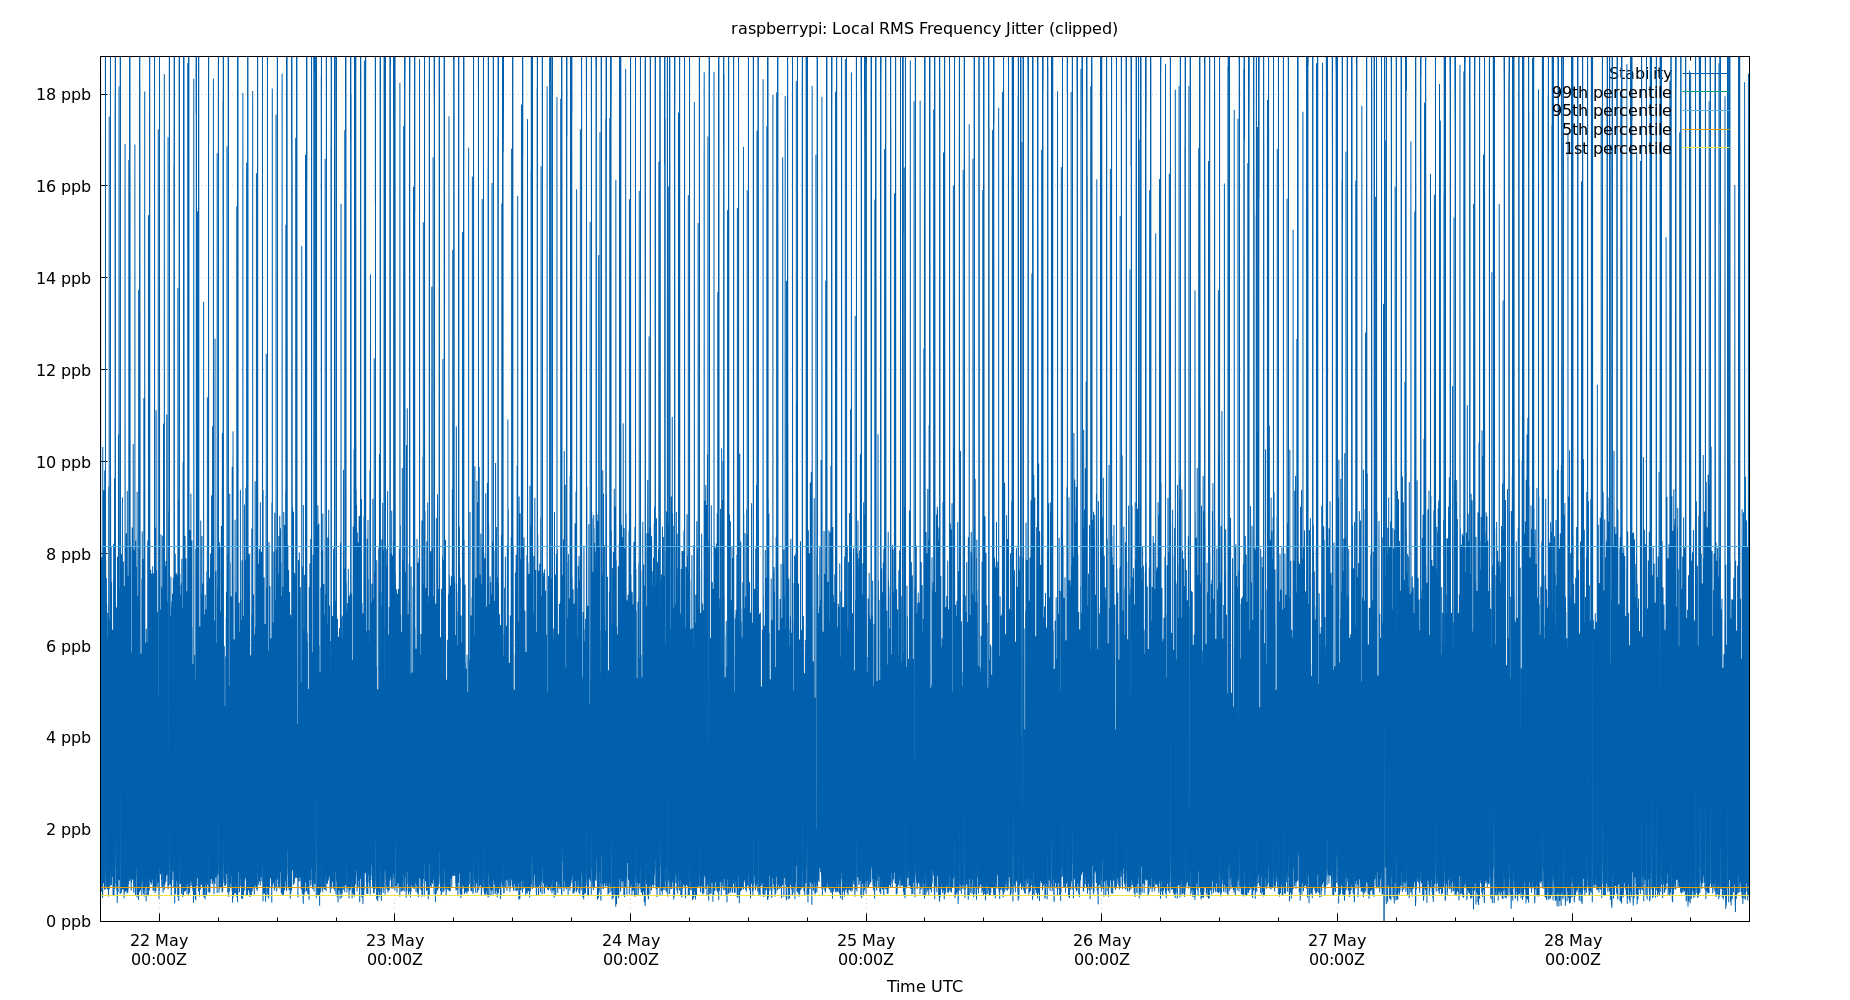 raspberrypi: Local RMS Frequency Jitter (clipped)
18 ppb
16 ppb
14 ppb
12 ppb
10 ppb
8 ppb
6 ppb
4 ppb
2 ppb
0 ppb
Stability
99th percentile
95th percentile
5th percentile
1st percentile
22 May
00:00Z
23 May
00:00Z
24 May
00:00Z
25 May
00:00Z
26 May
00:00Z
27 May
00:00Z
28 May
00:00Z
Time UTC